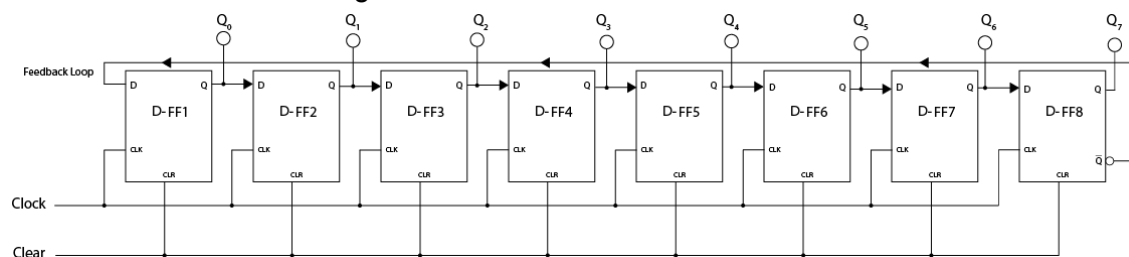 Q0 Q1 Q2 Q3 Q4 Q5 Q6 Q7
Feedback Loop
D Q D Q D Q D Q D Q D Q D Q D Q
D-FF1 D-FF2 D-FF3 D-FF4 D-FF5 D-FF6 D-FF7 D-FF8
CLK CLK CLK CLK CLK CLK CLK CLK Q̅
CLR CLR CLR CLR CLR CLR CLR CLR
Clock
Clear